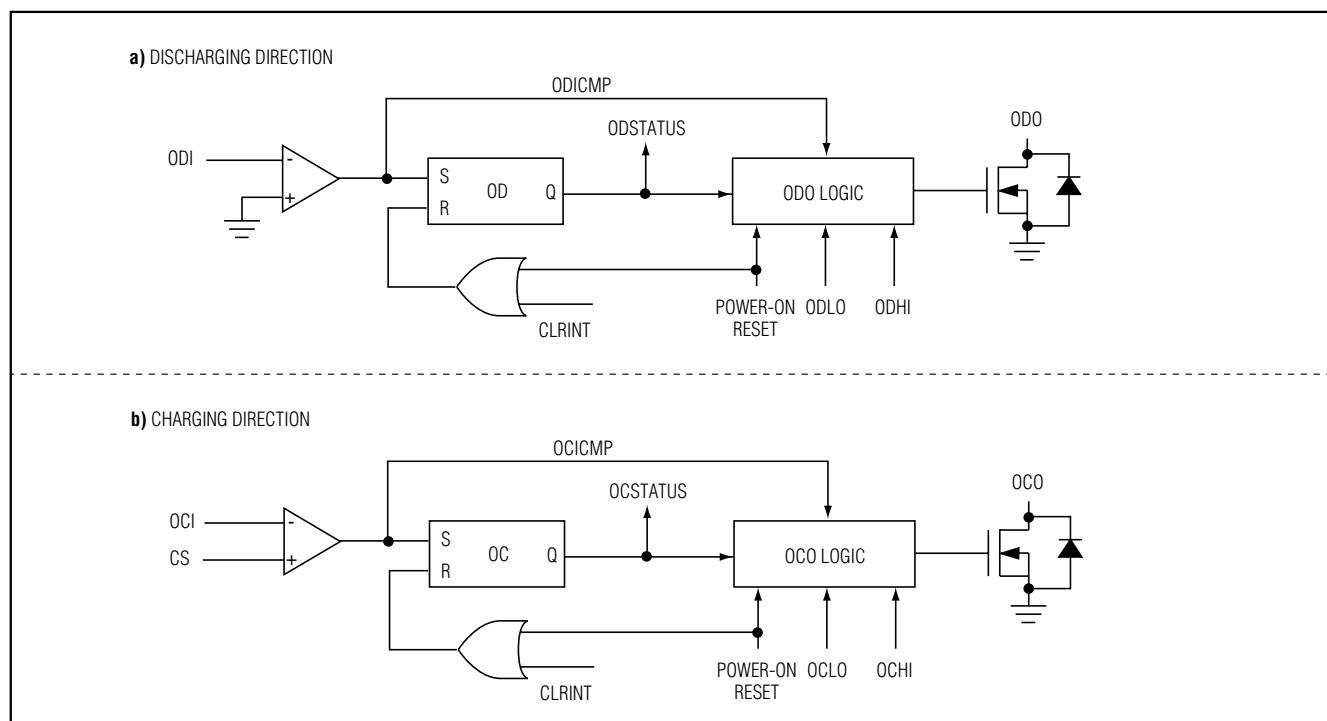 a) DISCHARGING DIRECTION
ODICMP
ODSTATUS
ODO
ODI
-
+
S
R
OD
Q
ODO LOGIC
POWER-ON
RESET
ODLO
ODHI
CLRINT
b) CHARGING DIRECTION
OCICMP
OCSTATUS
OCO
OCI
CS
-
+
S
R
OC
Q
OCO LOGIC
POWER-ON
RESET
OCLO
OCHI
CLRINT